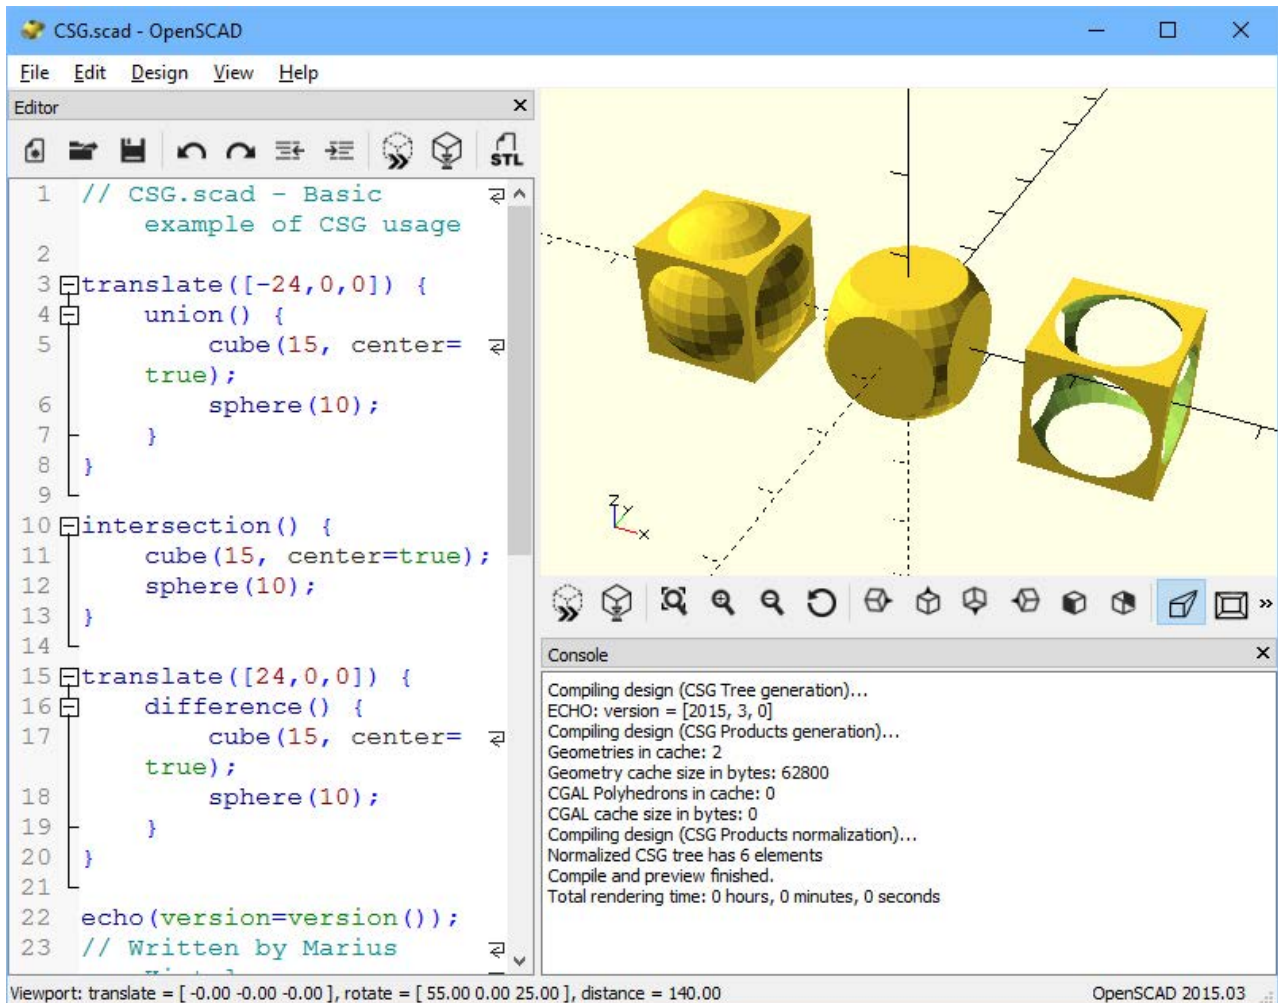 CSG.scad - OpenSCAD
File Edit Design View Help
Editor
STL
1 // CSG.scad - Basic
example of CSG usage
2
3 translate([-24,0,0]) {
4 union() {
5 cube(15, center=
true);
6 sphere(10);
7 }
8 }
9
10 intersection() {
11 cube(15, center=true);
12 sphere(10);
13 }
14
15 translate([24,0,0]) {
16 difference() {
17 cube(15, center=
true);
18 sphere(10);
19 }
20 }
21
22 echo(version=version());
23 // Written by Marius
Z
Y
X
Console
Compiling design (CSG Tree generation)...
ECHO: version = [2015, 3, 0]
Compiling design (CSG Products generation)...
Geometries in cache: 2
Geometry cache size in bytes: 62800
CGAL Polyhedrons in cache: 0
CGAL cache size in bytes: 0
Compiling design (CSG Products normalization)...
Normalized CSG tree has 6 elements
Compile and preview finished.
Total rendering time: 0 hours, 0 minutes, 0 seconds
Viewport: translate = [ -0.00 -0.00 -0.00 ], rotate = [ 55.00 0.00 25.00 ], distance = 140.00
OpenSCAD 2015.03